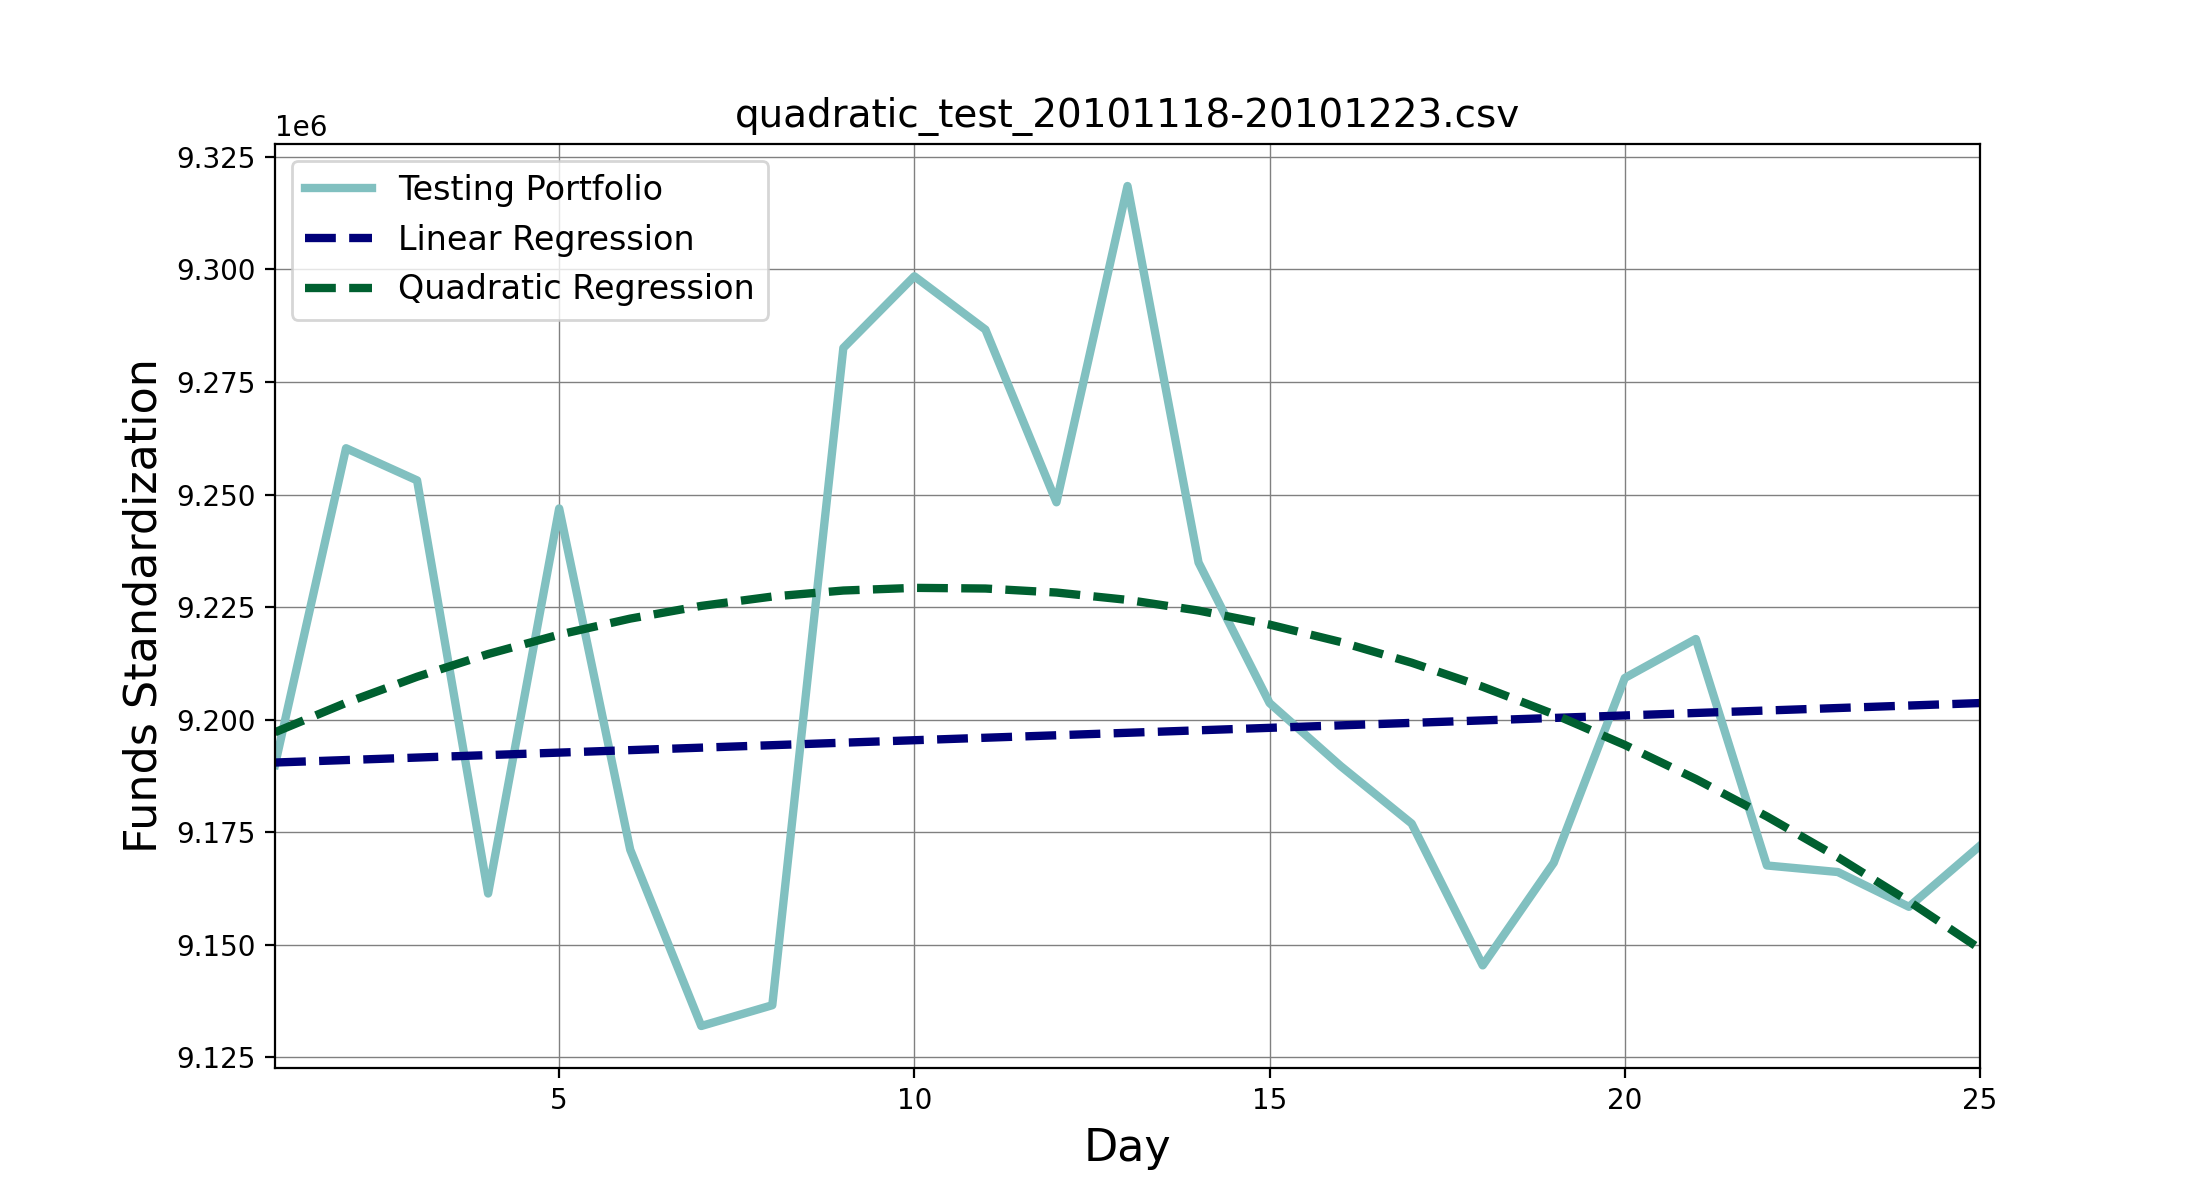 quadratic_test_20101118-20101223.csv
1e6
9.325
9.300
9.275
9.250
9.225
9.200
9.175
9.150
9.125
Funds Standardization
Testing Portfolio
Linear Regression
Quadratic Regression
5 10 15 20 25
Day